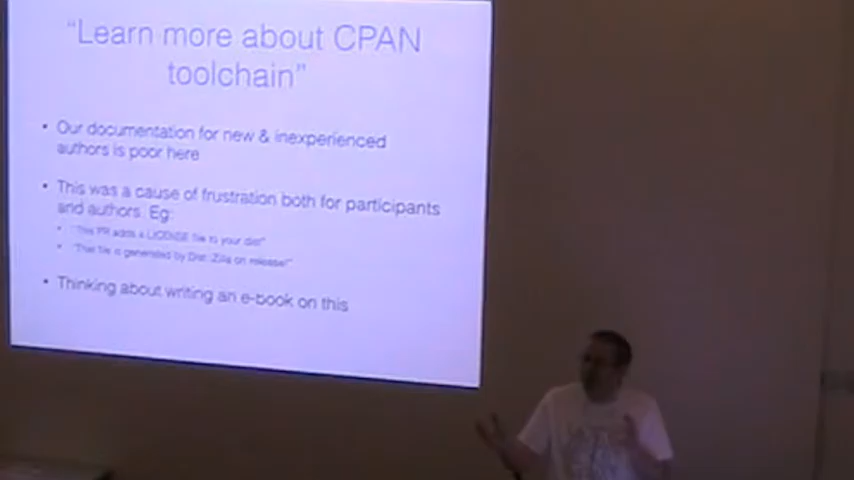 “Learn more about CPAN
toolchain”
• Our documentation for new & inexperienced
authors is poor here
• This was a cause of frustration both for participants
and authors. Eg:
• “This PR adds a LICENSE file to your dist”
• “That file is generated by Dist::Zilla on release!”
• Thinking about writing an e-book on this